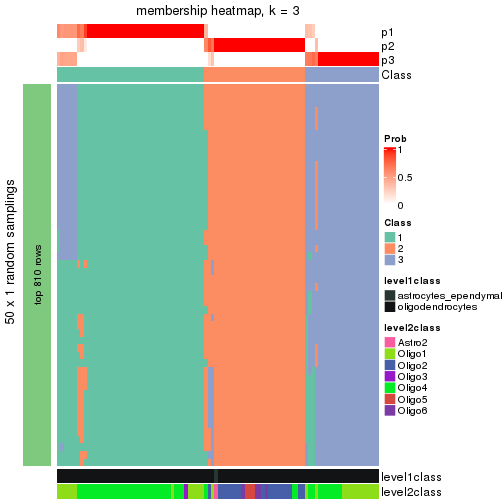 membership heatmap, k = 3
p1
p2
p3
Class
50 x 1 random samplings
top 810 rows
Prob
1
0.5
0
Class
1
2
3
level1class
astrocytes_ependymal
oligodendrocytes
level2class
Astro2
Oligo1
Oligo2
Oligo3
Oligo4
Oligo5
Oligo6
level1class
level2class